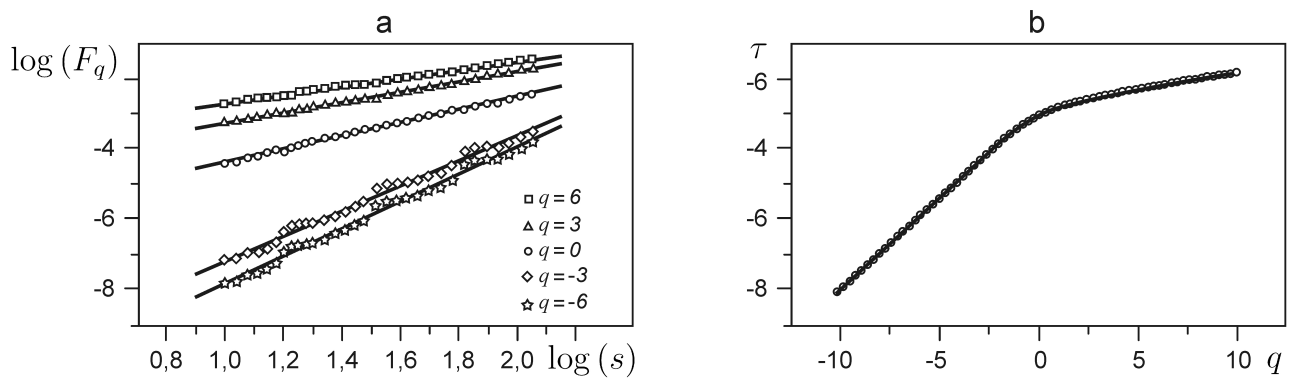 a
log (F_q)
-4
-6
-8
q = 6
q = 3
q = 0
q = -3
q = -6
0,8 1,0 1,2 1,4 1,6 1,8 2,0 log (s)
b
τ
-6
-4
-6
-8
-10 -5 0 5 10 q